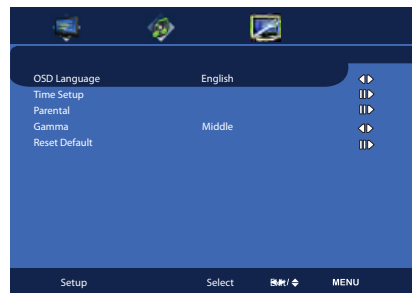 OSD Language English
Time Setup
Parental
Gamma Middle
Reset Default
Setup Select / MENU